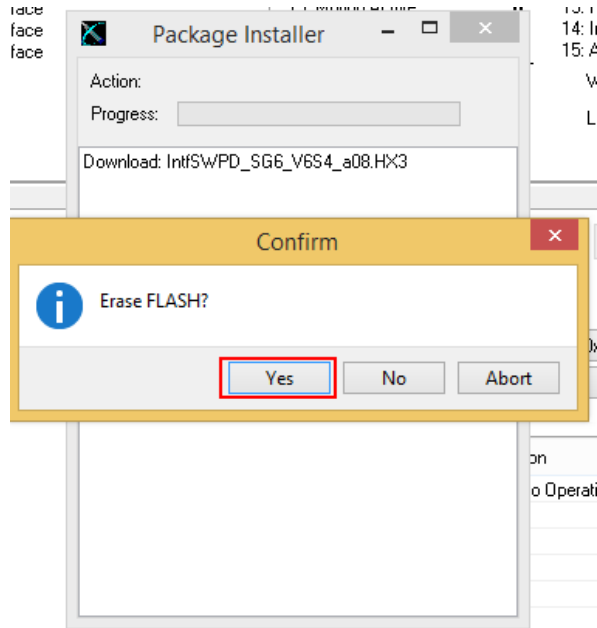 face
face
face
Package Installer
14: I
15: A
Action:
Progress:
L
Download: IntfSWPD_SG6_V6S4_a08.HX3
Confirm
Erase FLASH?
Yes
No
Abort
on
o Operati